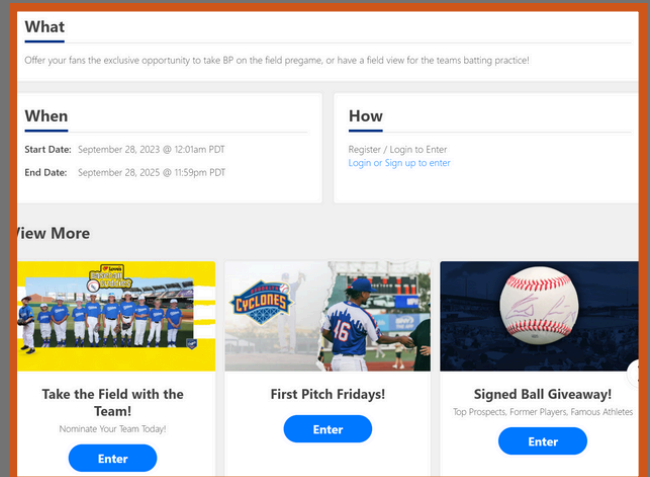 What
Offer your fans the exclusive opportunity to take BP on the field pregame, or have a field view for the teams batting practice!
When
Start Date: September 28, 2023 @ 12:01am PDT
End Date: September 28, 2025 @ 11:59pm PDT
How
Register / Login to Enter
Login or Sign up to enter
View More
Baseball
Buddies
CYCLONES
16
Take the Field with the
Team!
Nominate Your Team Today!
Enter
First Pitch Fridays!
Enter
Signed Ball Giveaway!
Top Prospects, Former Players, Famous Athletes
Enter